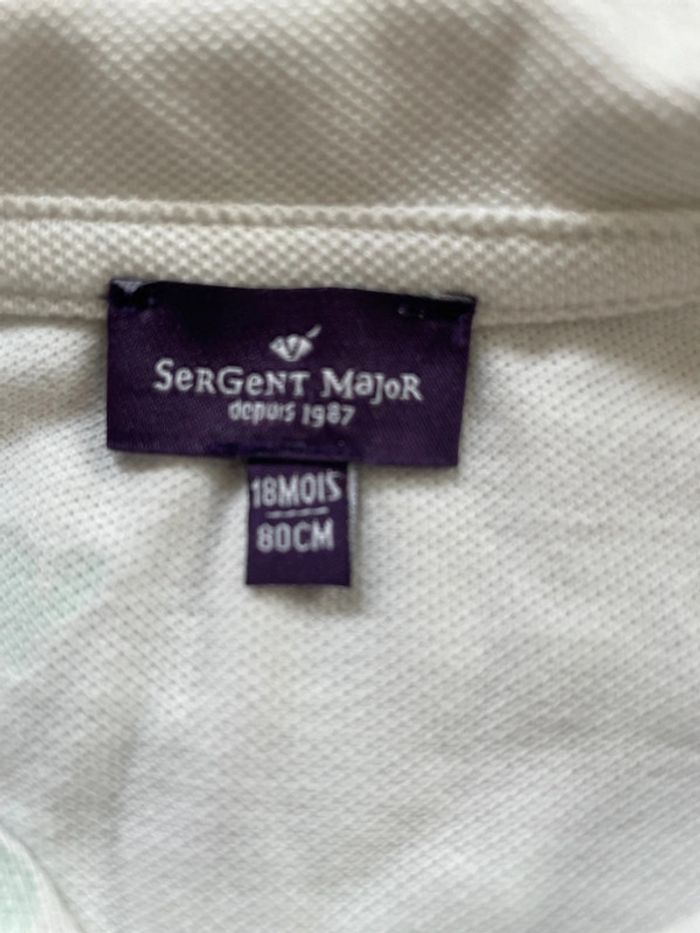 SERGENT MAJOR
depuis 1987
18MOIS
80CM